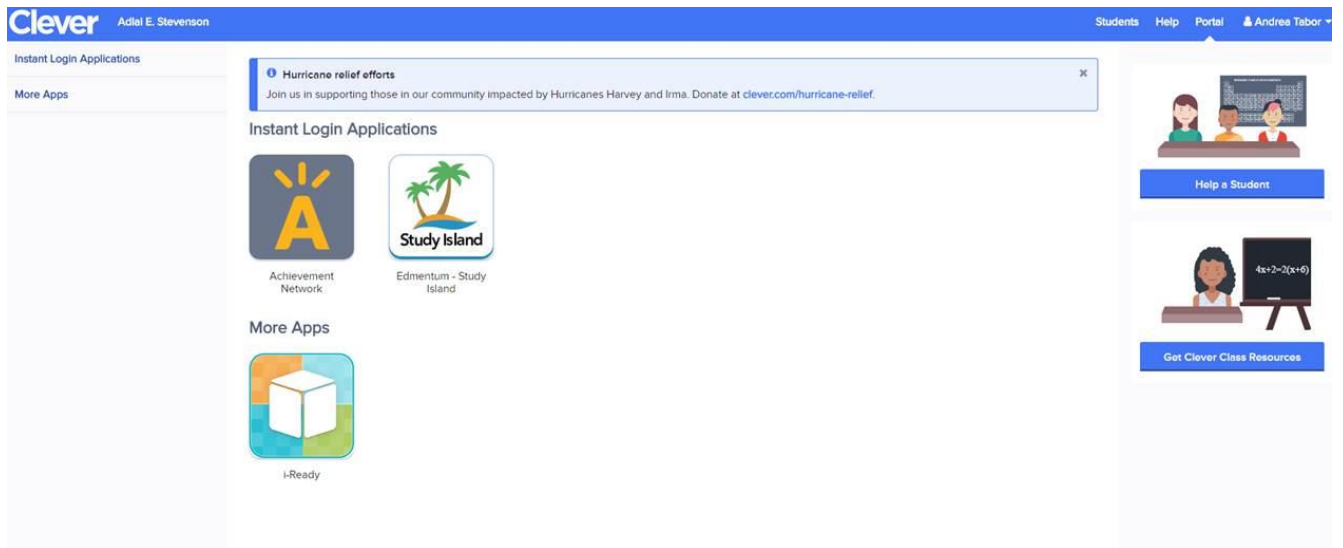 Clever Adlai E. Stevenson
Students Help Portal Andrea Tabor
Instant Login Applications
More Apps
Hurricane relief efforts
Join us in supporting those in our community impacted by Hurricanes Harvey and Irma. Donate at clever.com/hurricane-relief.
Instant Login Applications
A
Study Island
Achievement
Network
Edmentum - Study
Island
More Apps
i-Ready
Help a Student
4x+2=2(x+6)
Get Clever Class Resources